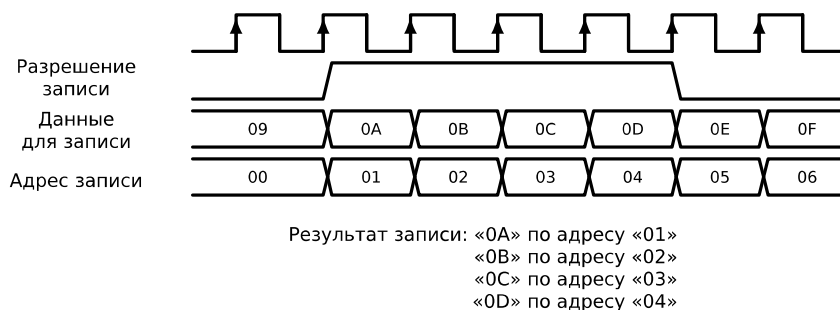 Разрешение
записи
Данные
для записи
09 0A 0B 0C 0D 0E 0F
Адрес записи
00 01 02 03 04 05 06
Результат записи: «0A» по адресу «01»
«0B» по адресу «02»
«0C» по адресу «03»
«0D» по адресу «04»